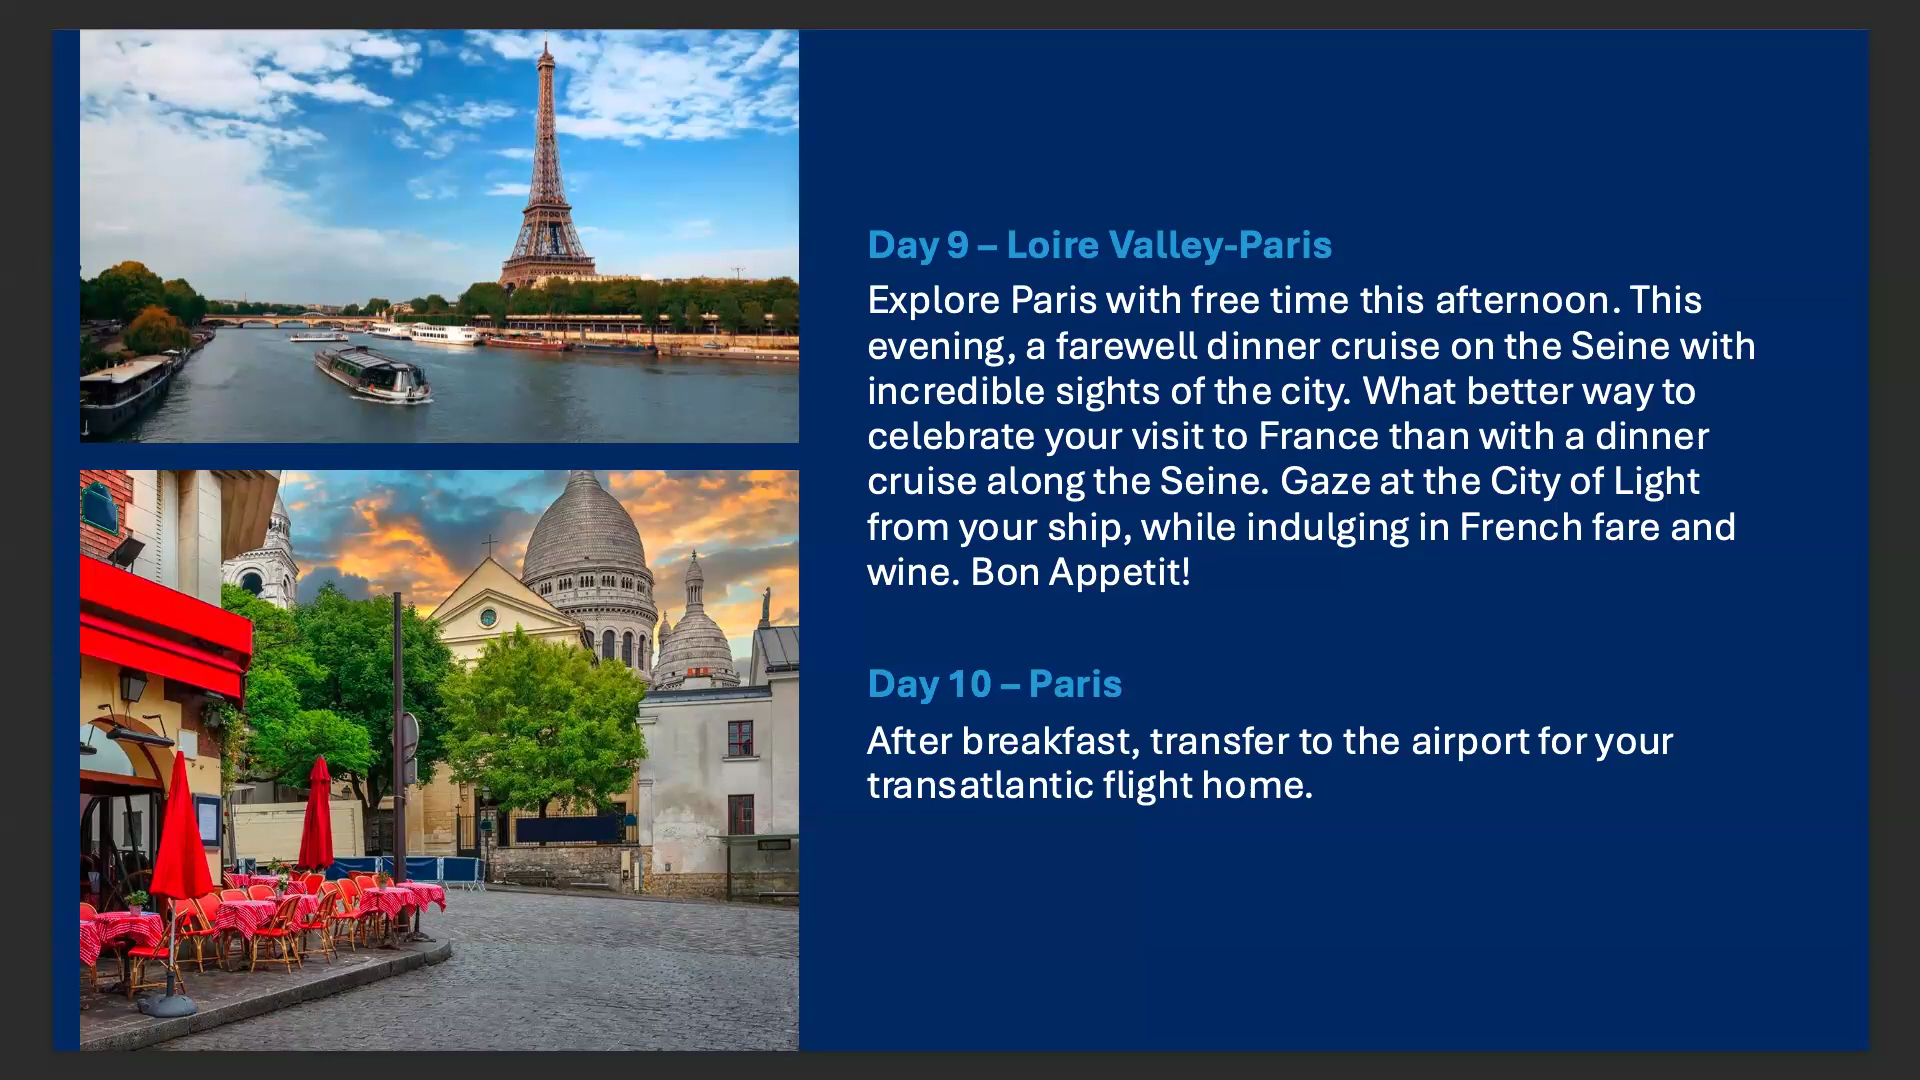 Day 9 – Loire Valley-Paris
Explore Paris with free time this afternoon. This
evening, a farewell dinner cruise on the Seine with
incredible sights of the city. What better way to
celebrate your visit to France than with a dinner
cruise along the Seine. Gaze at the City of Light
from your ship, while indulging in French fare and
wine. Bon Appetit!
Day 10 – Paris
After breakfast, transfer to the airport for your
transatlantic flight home.